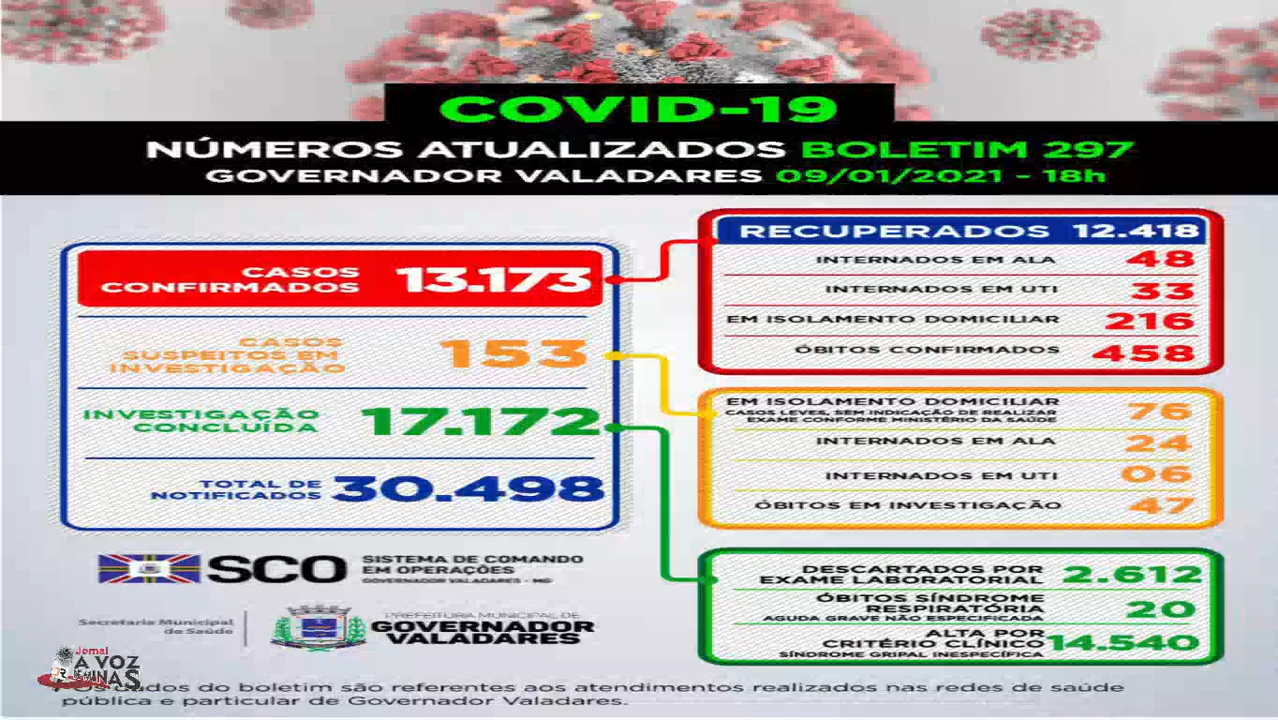 COVID-19
NÚMEROS ATUALIZADOS BOLETIM 297
GOVERNADOR VALADARES 09/01/2021 - 18h
CASOS
CONFIRMADOS
13.173
CASOS
SUSPEITOS EM
INVESTIGAÇÃO
153
INVESTIGAÇÃO
CONCLUÍDA
17.172
TOTAL DE
NOTIFICADOS
30.498
RECUPERADOS 12.418
INTERNADOS EM ALA 48
INTERNADOS EM UTI 33
EM ISOLAMENTO DOMICILIAR 216
ÓBITOS CONFIRMADOS 458
EM ISOLAMENTO DOMICILIAR
CASOS LEVES, SEM INDICAÇÃO DE REALIZAR
EXAME CONFORME MINISTÉRIO DA SAÚDE
76
INTERNADOS EM ALA 24
INTERNADOS EM UTI 06
ÓBITOS EM INVESTIGAÇÃO 47
DESCARTADOS POR
EXAME LABORATORIAL
2.612
ÓBITOS SÍNDROME
RESPIRATÓRIA
AGUDA GRAVE NÃO ESPECIFICADA
20
ALTA POR
CRITÉRIO CLÍNICO
SÍNDROME GRIPAL INESPECÍFICA
14.540
SCO
SISTEMA DE COMANDO
EM OPERAÇÕES
GOVERNADOR VALADARES - MG
Secretaria Municipal
de Saúde
PREFEITURA MUNICIPAL DE
GOVERNADOR
VALADARES
Jornal
A VOZ
MINAS
Os dados do boletim são referentes aos atendimentos realizados nas redes de saúde
pública e particular de Governador Valadares.